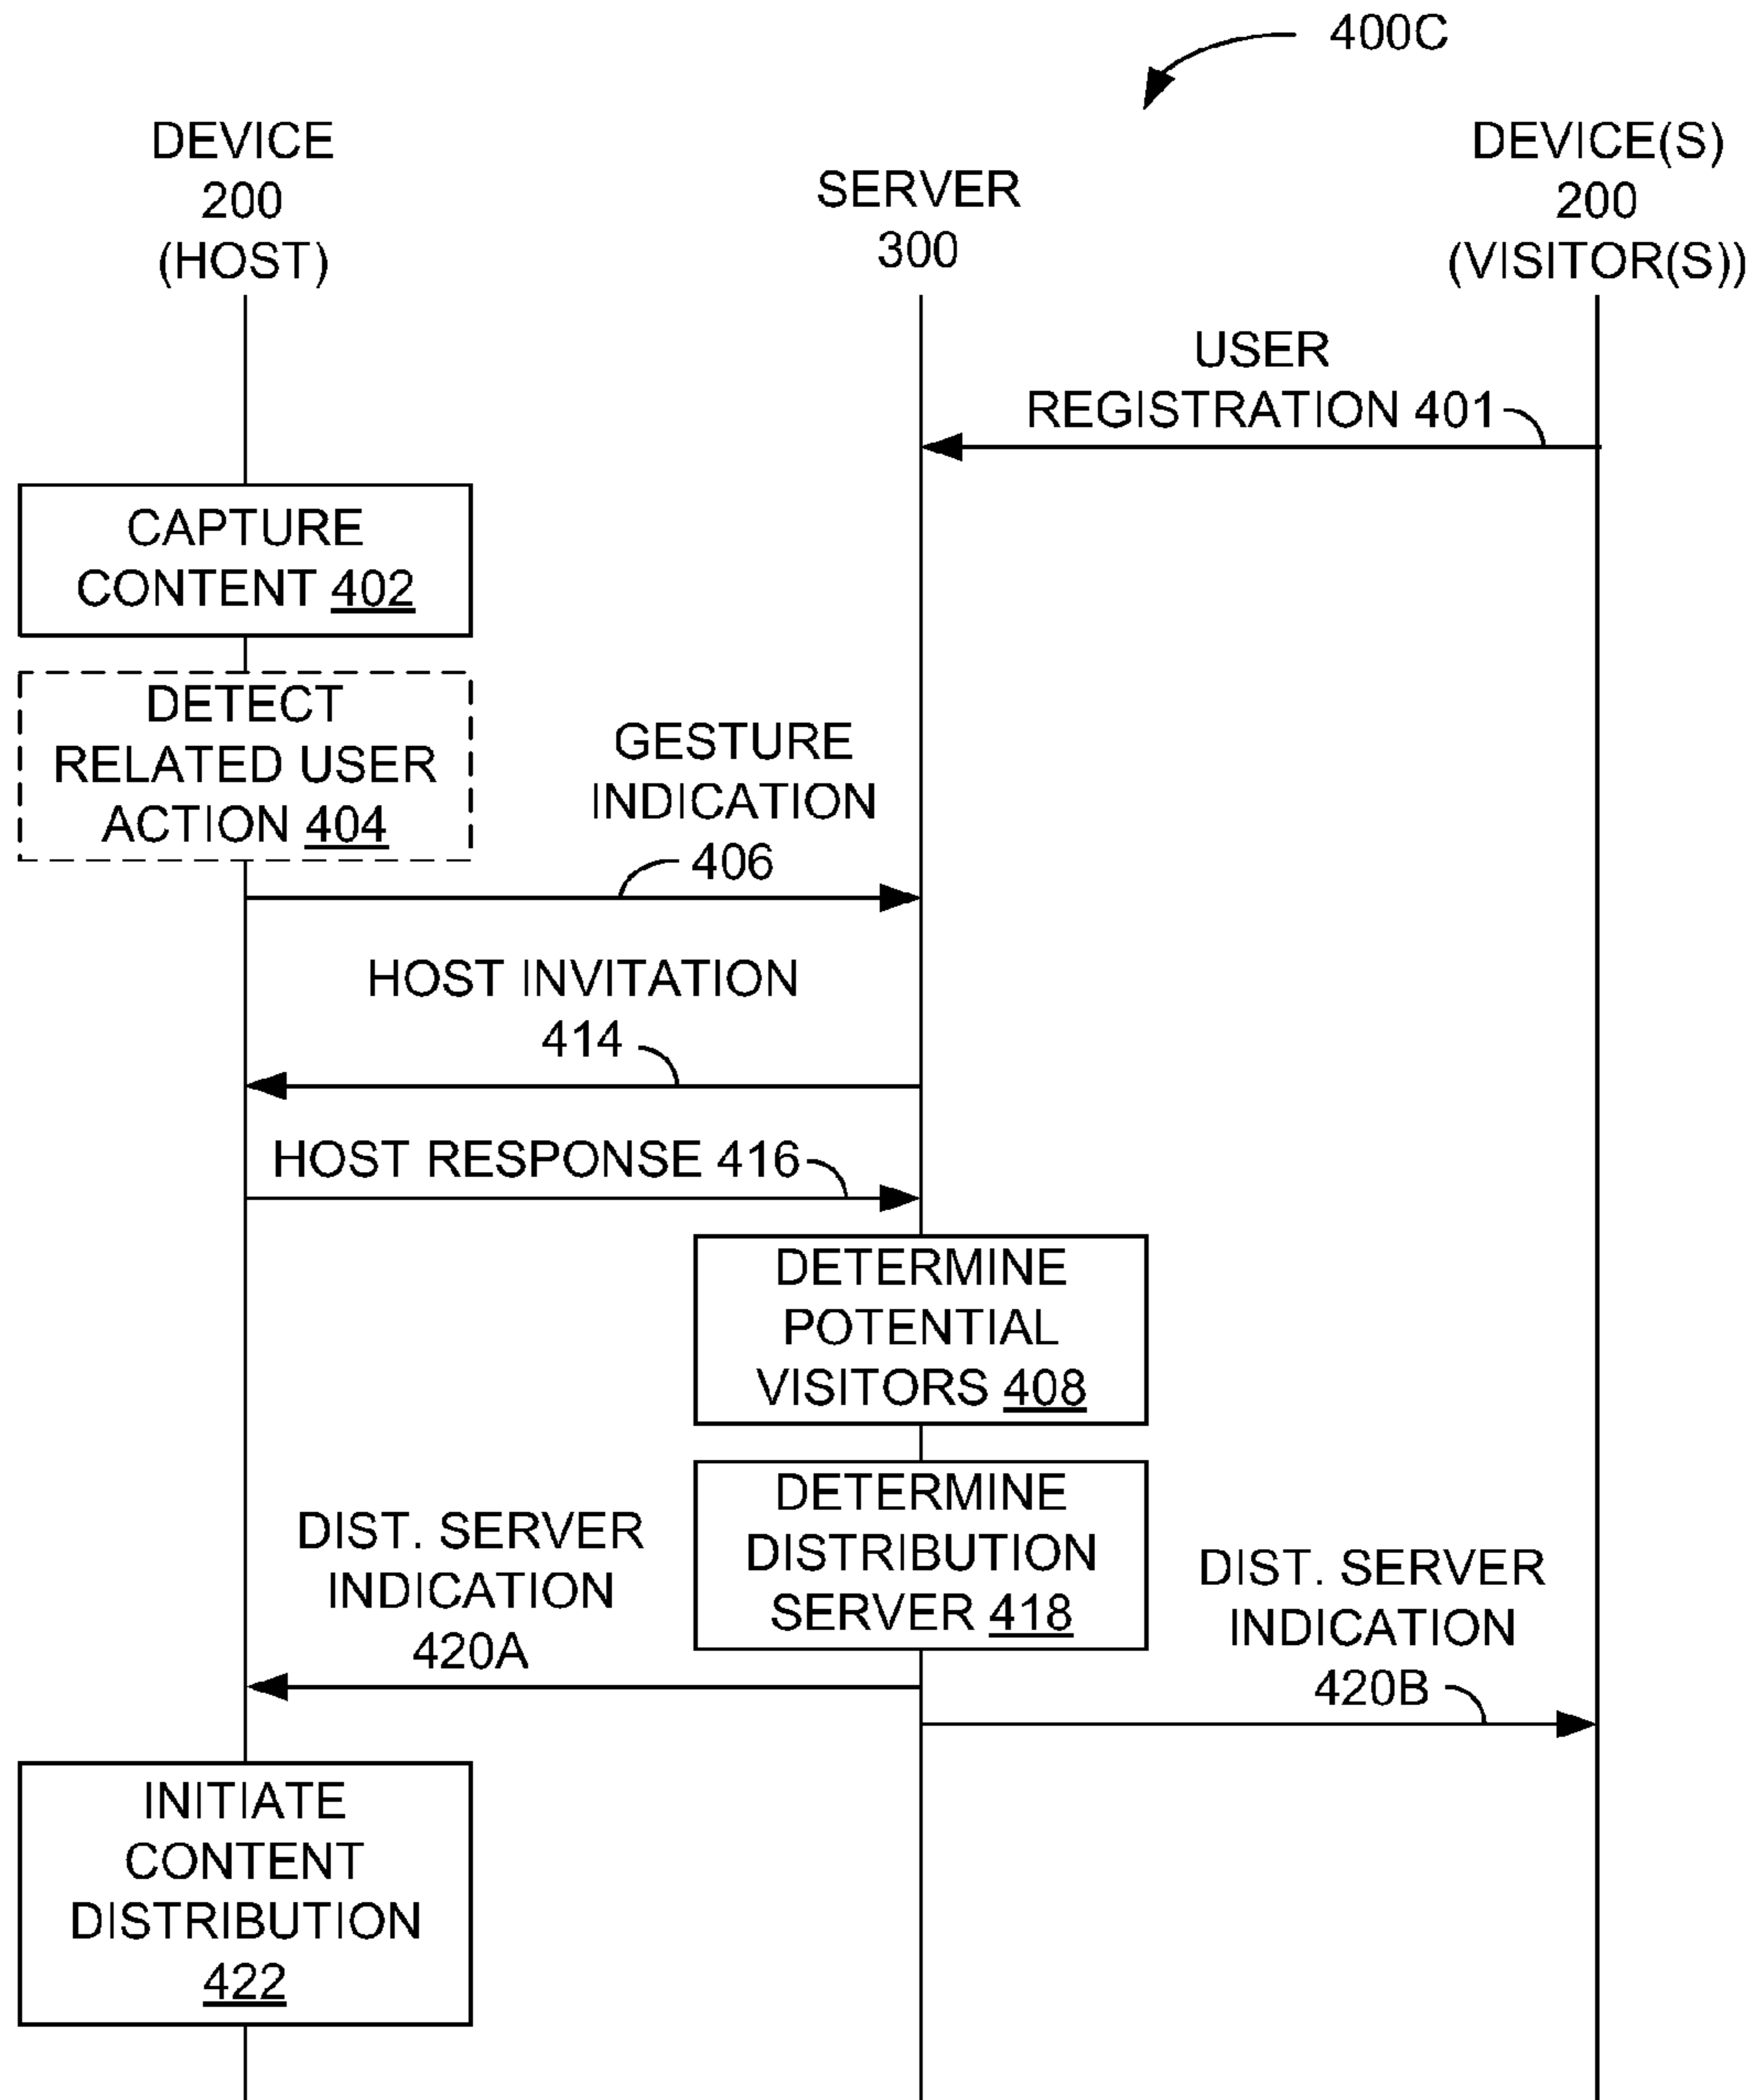 400C
DEVICE
200
(HOST)
SERVER
300
DEVICE(S)
200
(VISITOR(S))
USER
REGISTRATION 401
CAPTURE
CONTENT 402
DETECT
RELATED USER
ACTION 404
GESTURE
INDICATION
406
HOST INVITATION
414
HOST RESPONSE 416
DETERMINE
POTENTIAL
VISITORS 408
DETERMINE
DISTRIBUTION
SERVER 418
DIST. SERVER
INDICATION
420A
DIST. SERVER
INDICATION
420B
INITIATE
CONTENT
DISTRIBUTION
422